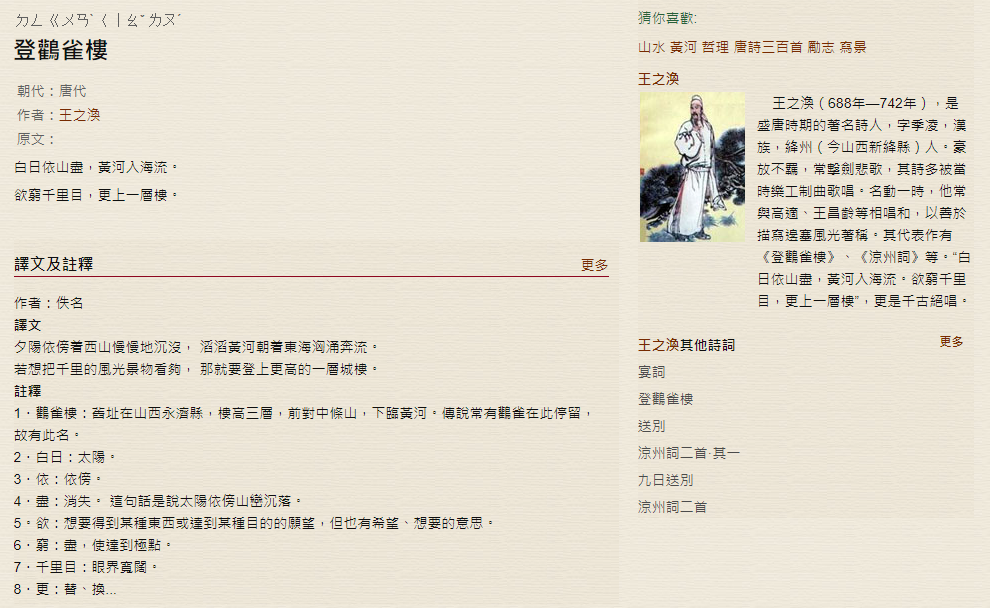 ㄉㄥ ㄍㄨㄢˋ ㄑㄩㄝˋ ㄌㄡˊ
登鸛雀樓
朝代：唐代
作者：王之渙
原文：
白日依山盡，黃河入海流。
欲窮千里目，更上一層樓。
譯文及註釋
更多
作者：佚名
譯文
夕陽依傍着西山慢慢地沉沒， 滔滔黃河朝着東海洶涌奔流。
若想把千里的風光景物看夠， 那就要登上更高的一層城樓。
註釋
1．鸛雀樓：舊址在山西永濟縣，樓高三層，前對中條山，下臨黃河。傳說常有鸛雀在此停留，
故有此名。
2．白日：太陽。
3．依：依傍。
4．盡：消失。 這句話是說太陽依傍山巒沉落。
5。欲：想要得到某種東西或達到某種目的的願望，但也有希望、想要的意思。
6．窮：盡，使達到極點。
7．千里目：眼界寬闊。
8．更：替、換...
猜你喜歡:
山水 黃河 哲理 唐詩三百首 勵志 寫景
王之渙
王之渙（688年—742年），是
盛唐時期的著名詩人，字季凌，漢
族，絳州（今山西新絳縣）人。豪
放不羈，常擊劍悲歌，其詩多被當
時樂工制曲歌唱。名動一時，他常
與高適、王昌齡等相唱和，以善於
描寫邊塞風光著稱。其代表作有
《登鸛雀樓》、《涼州詞》等。“白
日依山盡，黃河入海流。欲窮千里
目，更上一層樓”，更是千古絕唱。
王之渙其他詩詞
更多
宴詞
登鸛雀樓
送別
涼州詞二首·其一
九日送別
涼州詞二首